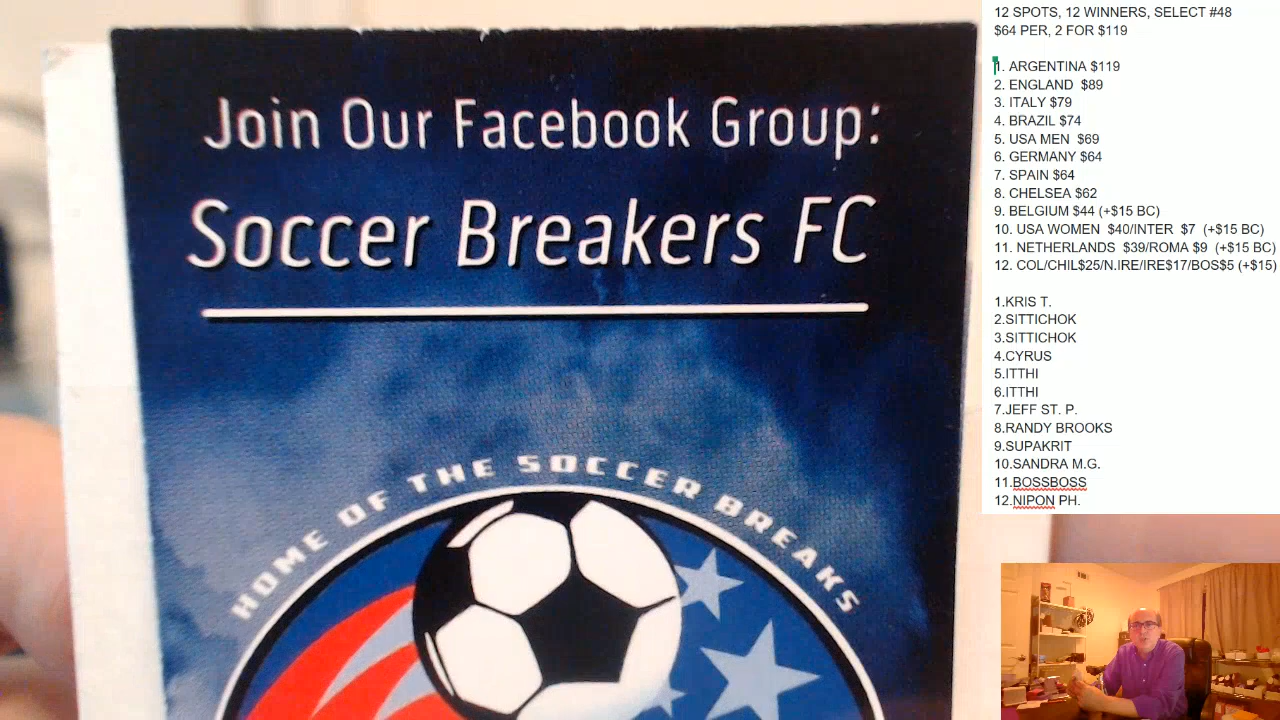 Join Our Facebook Group:
Soccer Breakers FC
HOME OF THE SOCCER BREAKS
12 SPOTS, 12 WINNERS, SELECT #48
$64 PER, 2 FOR $119
1. ARGENTINA $119
2. ENGLAND $89
3. ITALY $79
4. BRAZIL $74
5. USA MEN $69
6. GERMANY $64
7. SPAIN $64
8. CHELSEA $62
9. BELGIUM $44 (+$15 BC)
10. USA WOMEN $40/INTER $7 (+$15 BC)
11. NETHERLANDS $39/ROMA $9 (+$15 BC)
12. COL/CHIL$25/N.IRE/IRE$17/BOS$5 (+$15)
1.KRIS T.
2.SITTICHOK
3.SITTICHOK
4.CYRUS
5.ITTHI
6.ITTHI
7.JEFF ST. P.
8.RANDY BROOKS
9.SUPAKRIT
10.SANDRA M.G.
11.BOSSBOSS
12.NIPON PH.